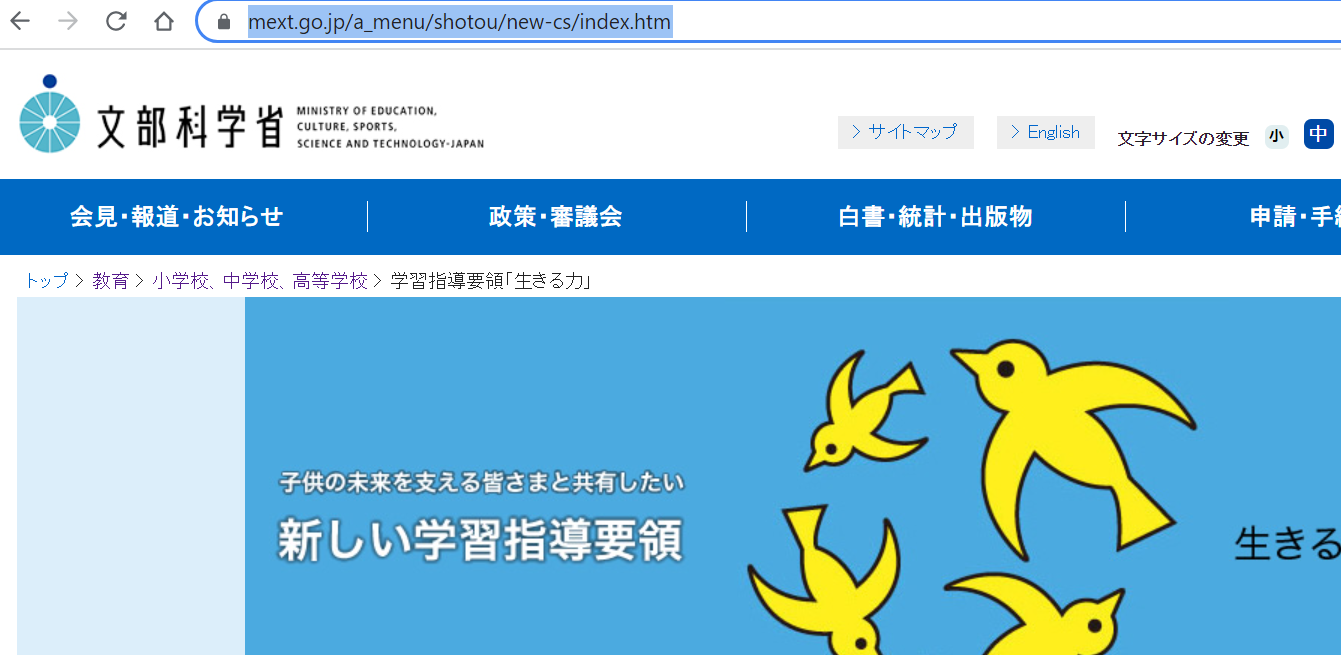 mext.go.jp/a_menu/shotou/new-cs/index.htm
文部科学省
MINISTRY OF EDUCATION,
CULTURE, SPORTS,
SCIENCE AND TECHNOLOGY-JAPAN
> サイトマップ
> English
文字サイズの変更 小 中
会見・報道・お知らせ
政策・審議会
白書・統計・出版物
申請・手
トップ > 教育 > 小学校、中学校、高等学校 > 学習指導要領「生きる力」
子供の未来を支える皆さまと共有したい
新しい学習指導要領
生きる